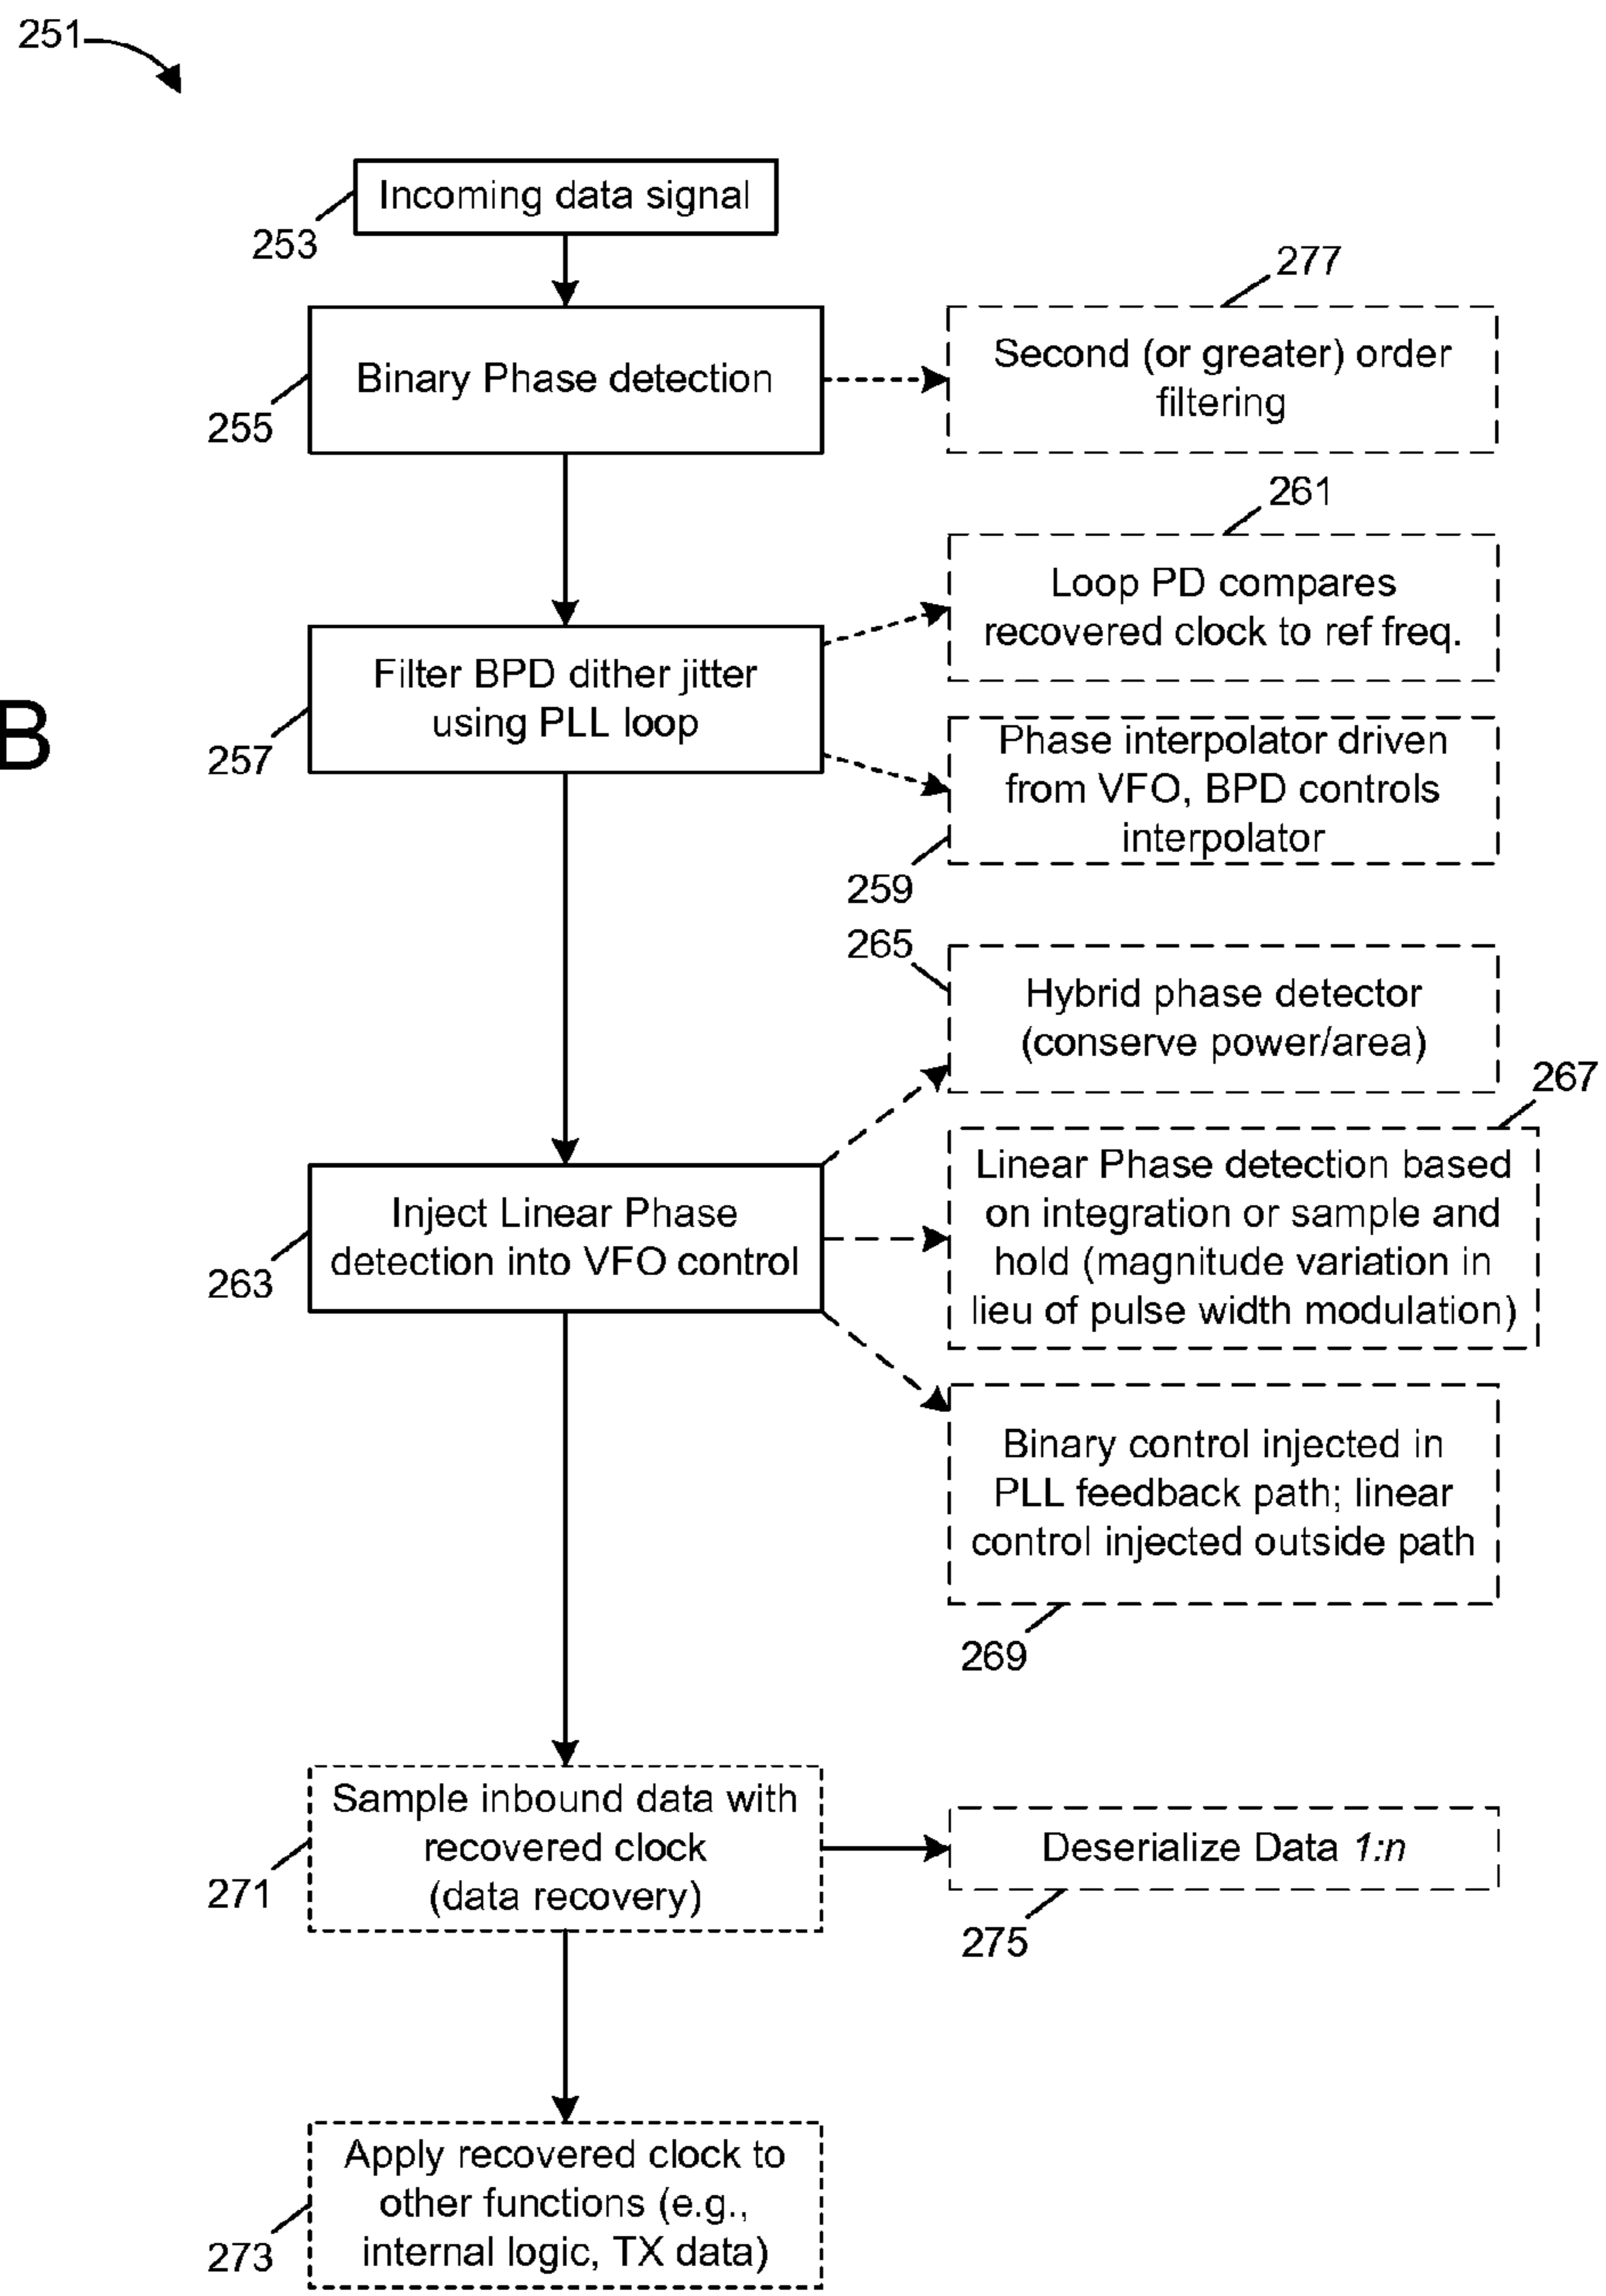 251
Incoming data signal
253
277
Binary Phase detection
255
Second (or greater) order
filtering
261
Loop PD compares
recovered clock to ref freq.
Filter BPD dither jitter
using PLL loop
257
B
Phase interpolator driven
from VFO, BPD controls
interpolator
259
265
Hybrid phase detector
(conserve power/area)
267
Inject Linear Phase
detection into VFO control
263
Linear Phase detection based
on integration or sample and
hold (magnitude variation in
lieu of pulse width modulation)
Binary control injected in
PLL feedback path; linear
control injected outside path
269
Sample inbound data with
recovered clock
(data recovery)
271
Deserialize Data 1:n
275
Apply recovered clock to
other functions (e.g.,
internal logic, TX data)
273